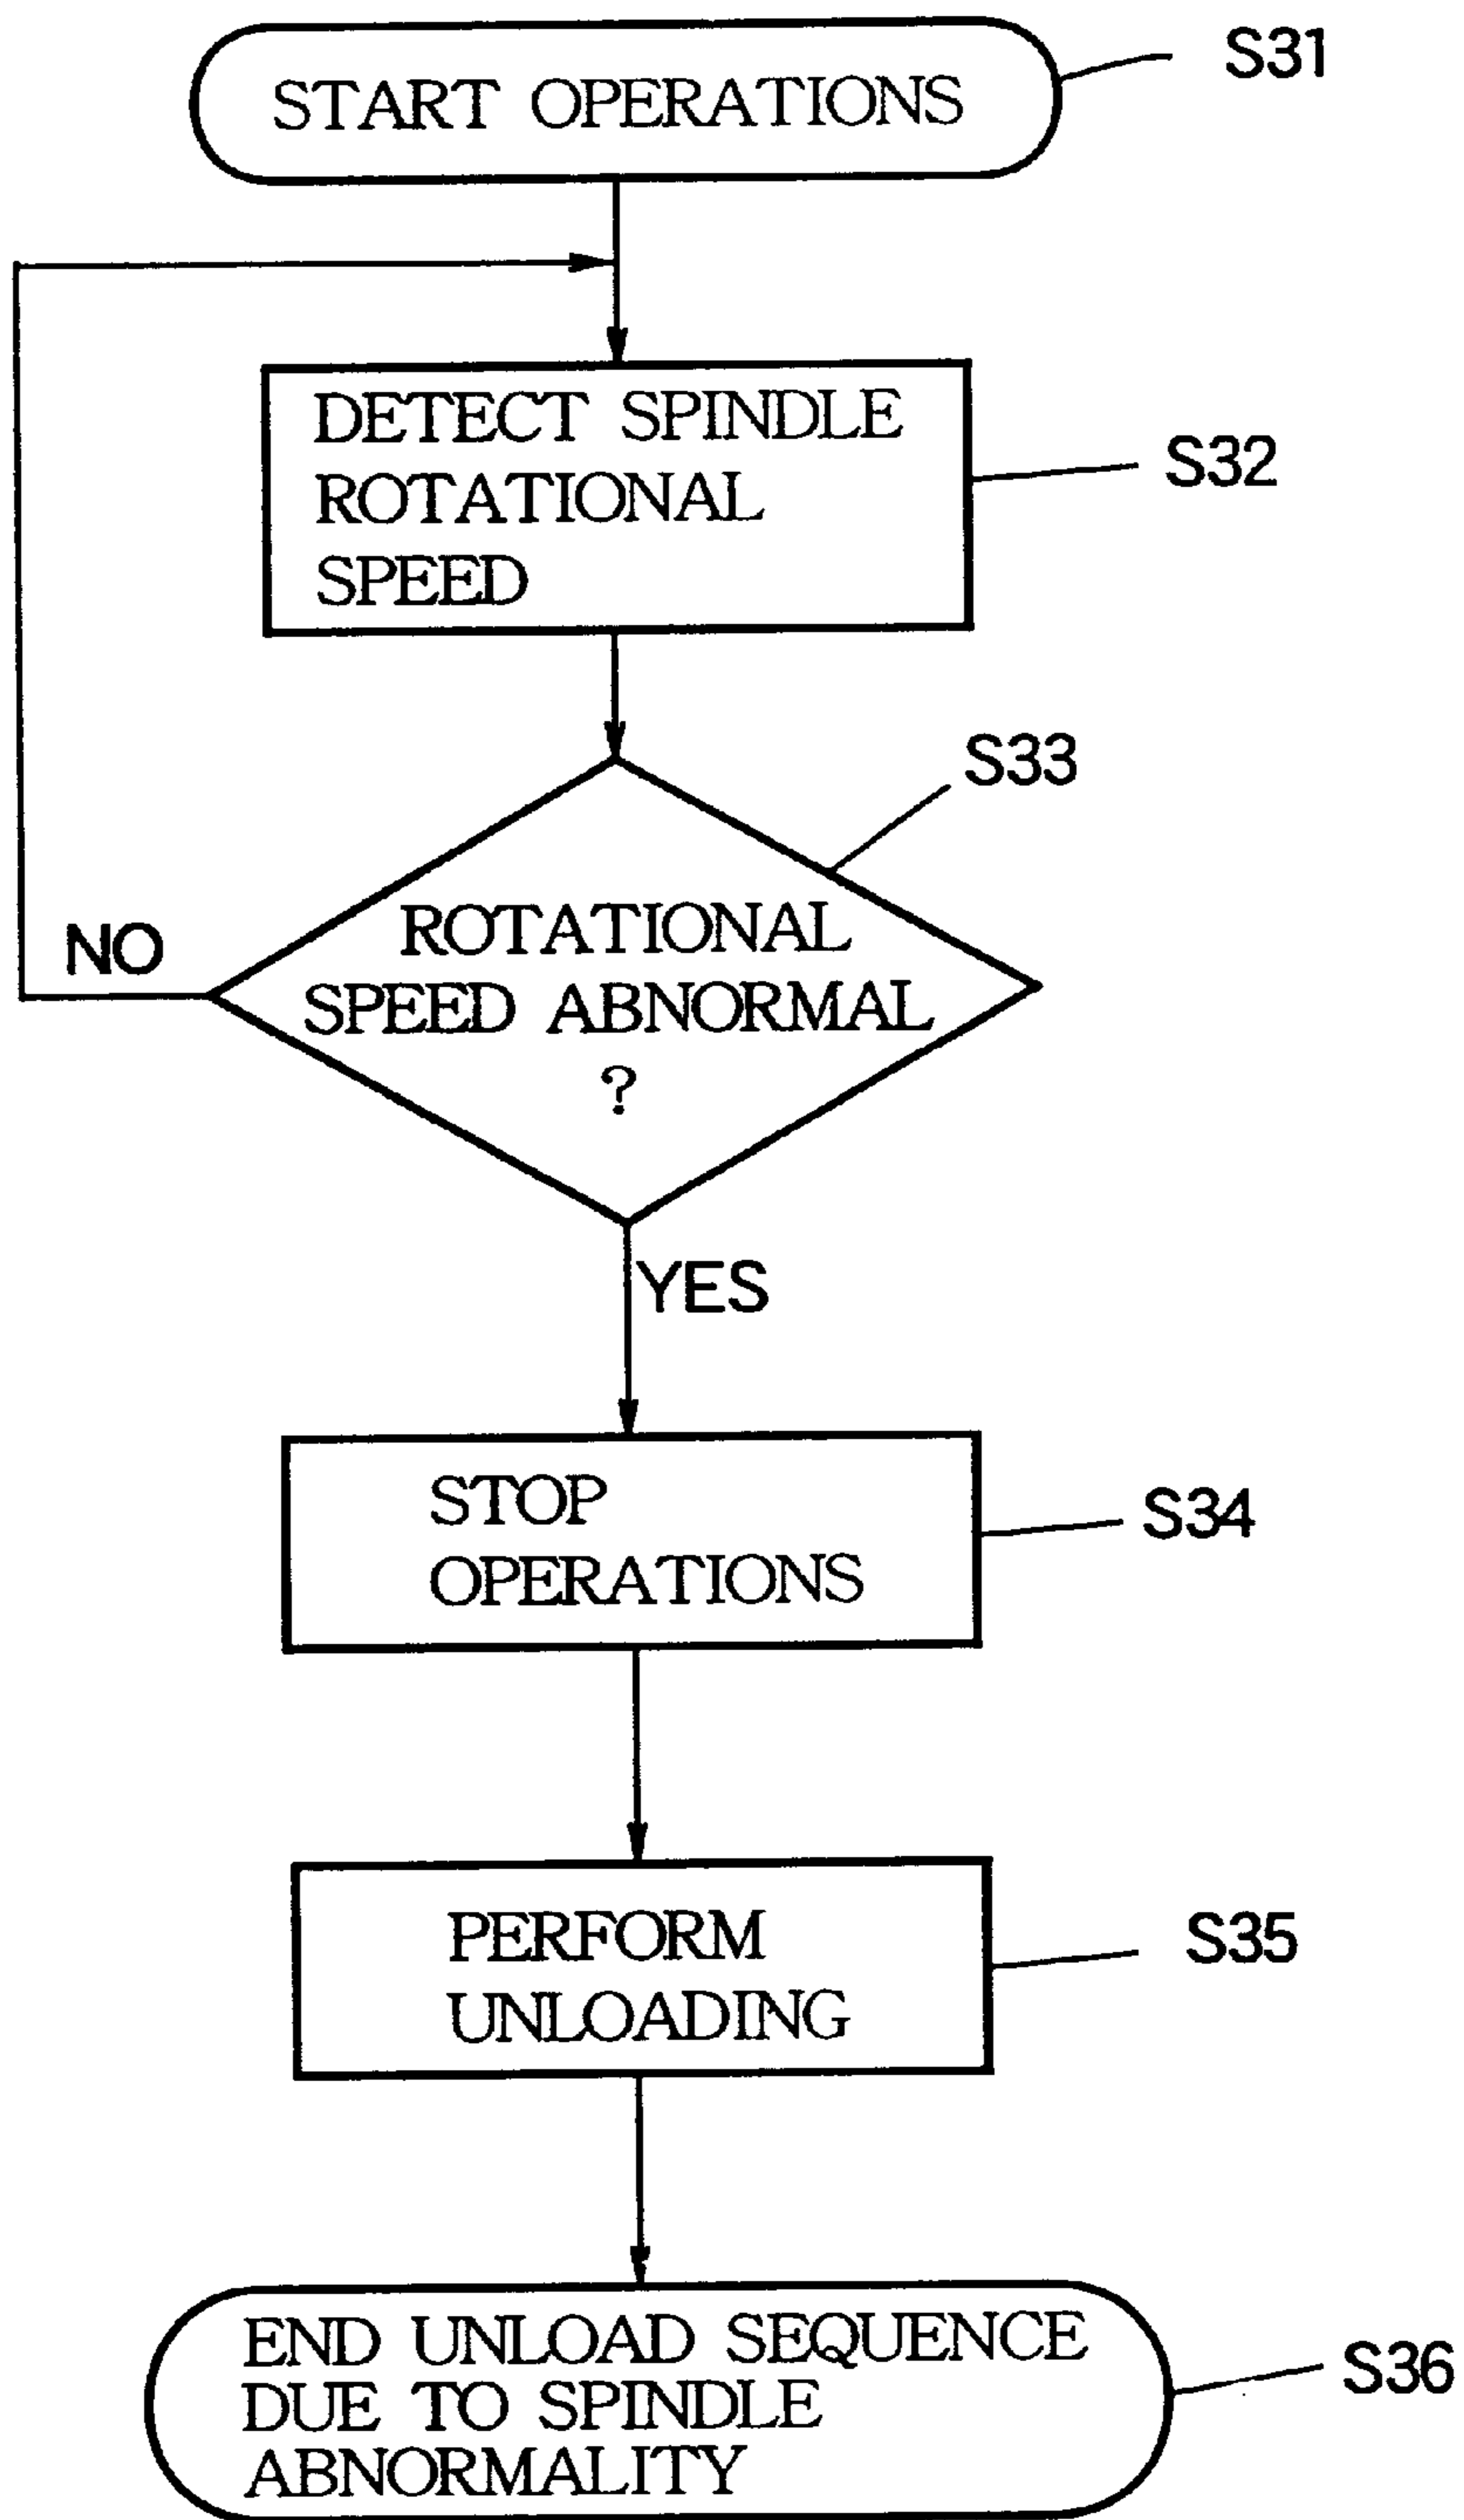 START OPERATIONS
S31
DETECT SPINDLE
ROTATIONAL
SPEED
S32
S33
ROTATIONAL
SPEED ABNORMAL
?
NO
YES
STOP
OPERATIONS
S34
PERFORM
UNLOADING
S35
END UNLOAD SEQUENCE
DUE TO SPINDLE
ABNORMALITY
S36